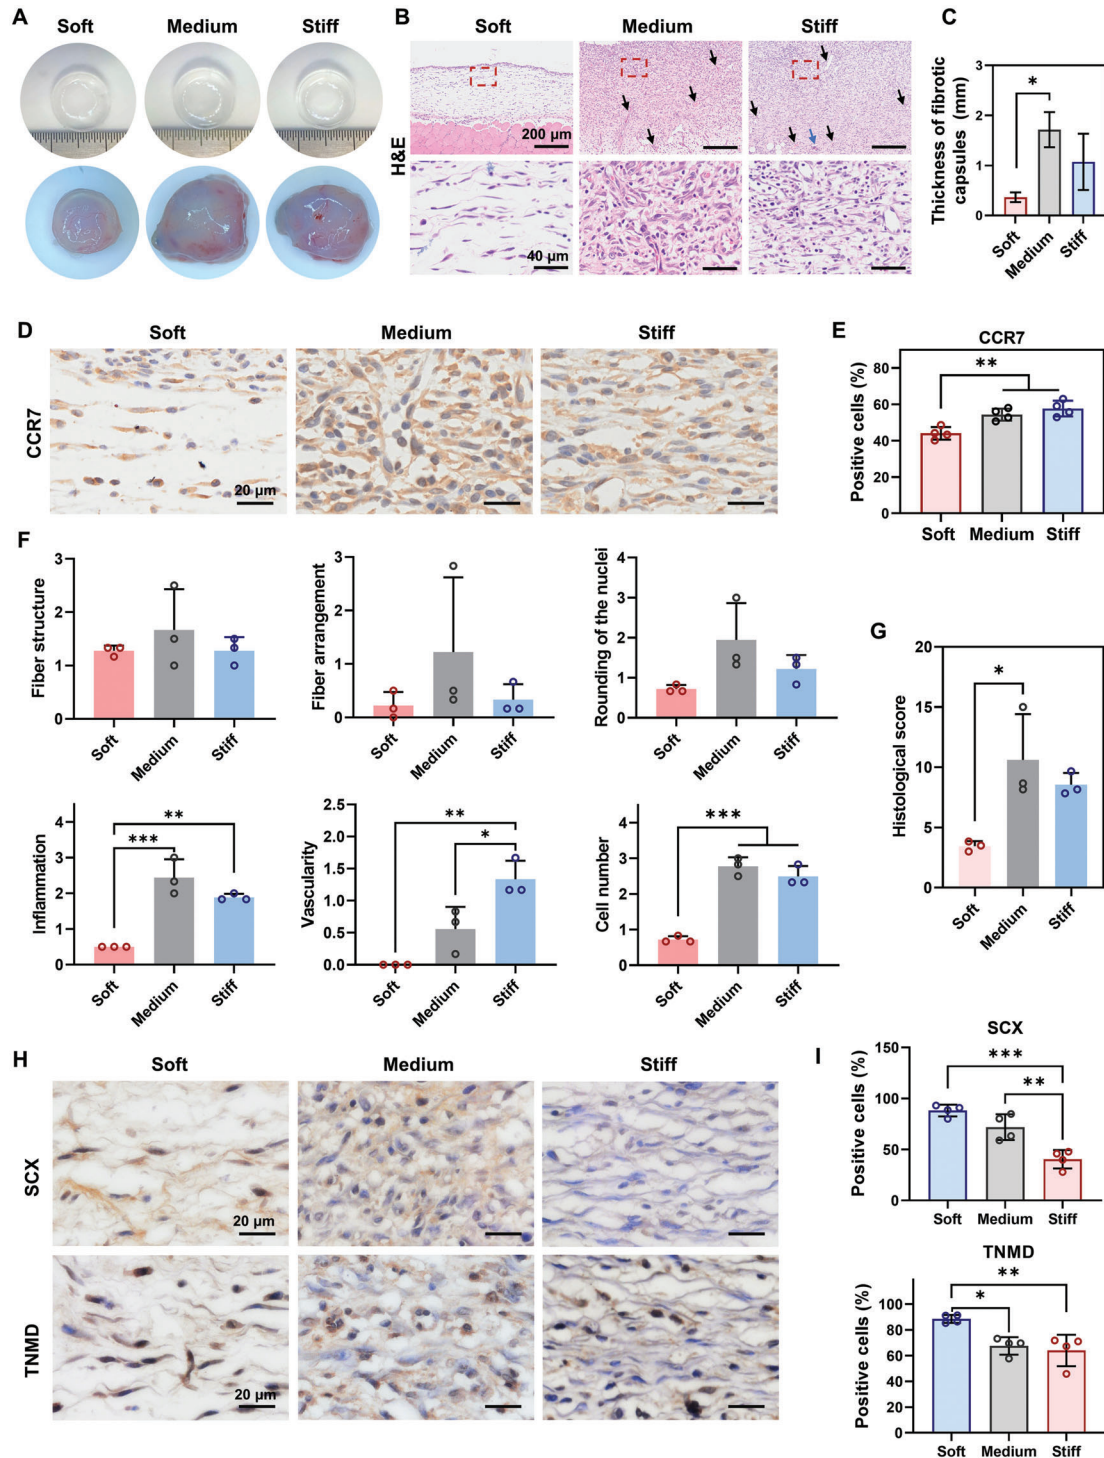 A
Soft Medium Stiff
B
Soft Medium Stiff
H&E
200 µm
40 µm
C
Thickness of fibrotic
capsules (mm)
3
2
1
0
*
Soft Medium Stiff
D
Soft Medium Stiff
CCR7
20 µm
E
CCR7
Positive cells (%)
80
60
40
20
0
**
Soft Medium Stiff
F
Fiber structure
3
2
1
0
Soft Medium Stiff
Fiber arrangement
3
2
1
0
Soft Medium Stiff
Rounding of the nuclei
4
3
2
1
0
Soft Medium Stiff
Inflammation
4
3
2
1
0
**
***
Soft Medium Stiff
Vascularity
2.5
2.0
1.5
1.0
0.5
0.0
**
*
Soft Medium Stiff
Cell number
4
3
2
1
0
***
Soft Medium Stiff
G
Histological score
20
15
10
5
0
*
Soft Medium Stiff
H
Soft Medium Stiff
SCX
20 µm
TNMD
20 µm
I
SCX
Positive cells (%)
150
100
50
0
***
**
Soft Medium Stiff
TNMD
Positive cells (%)
80
60
40
20
0
**
*
Soft Medium Stiff